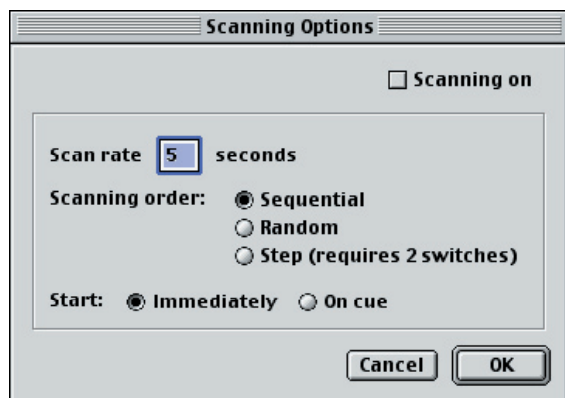 Scanning Options
Scanning on
Scan rate 5 seconds
Scanning order: Sequential
Random
Step (requires 2 switches)
Start: Immediately On cue
Cancel OK